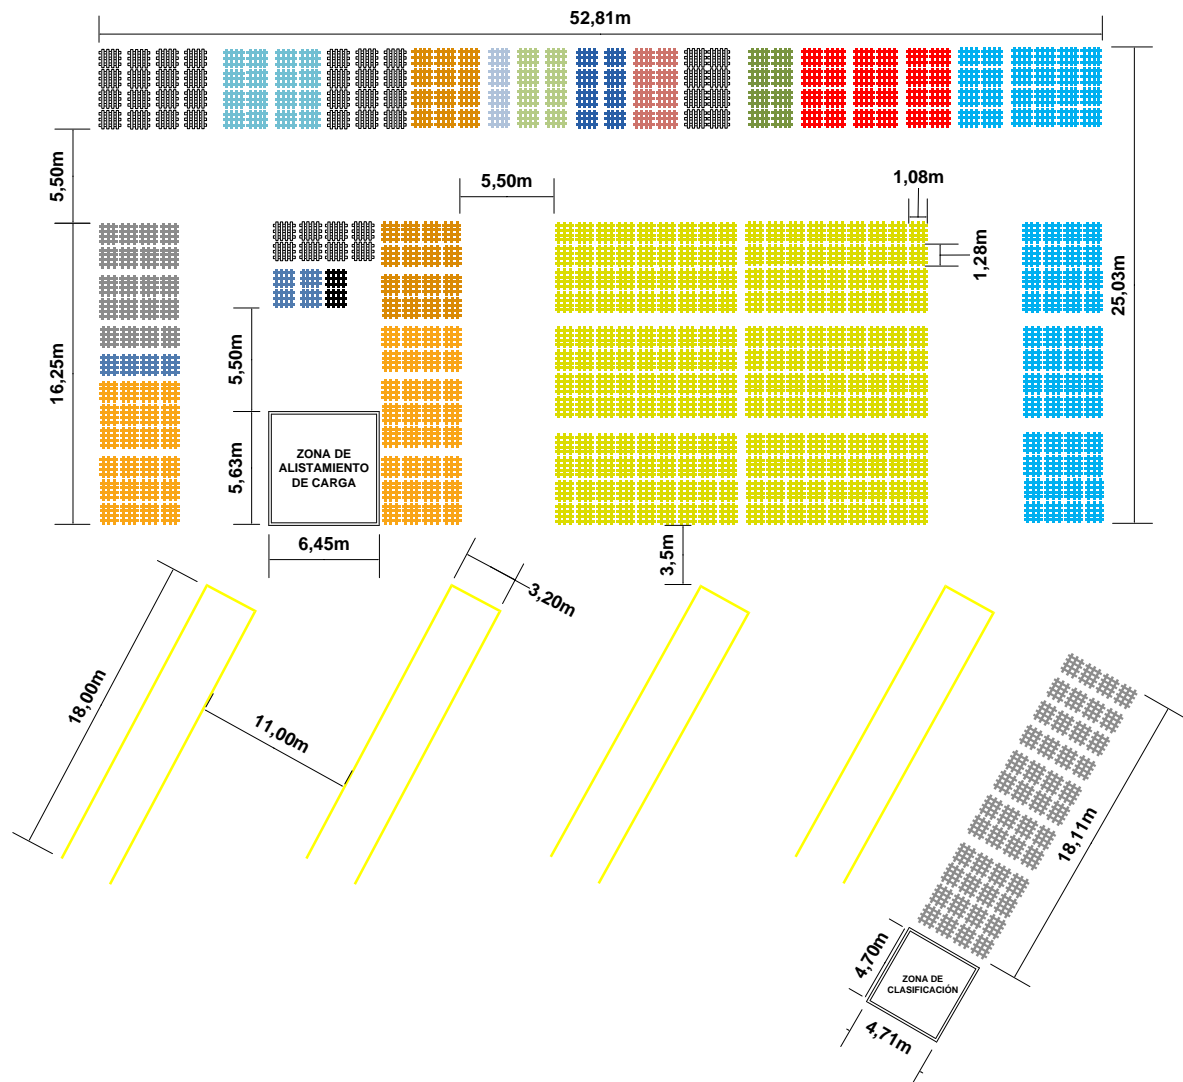 52,81m
5,50m
5,50m
1,08m
1,28m
25,03m
16,25m
5,50m
5,63m
ZONA DE
ALISTAMIENTO
DE CARGA
6,45m
3,5m
3,20m
18,00m
11,00m
18,11m
4,70m
ZONA DE
CLASIFICACIÓN
4,71m